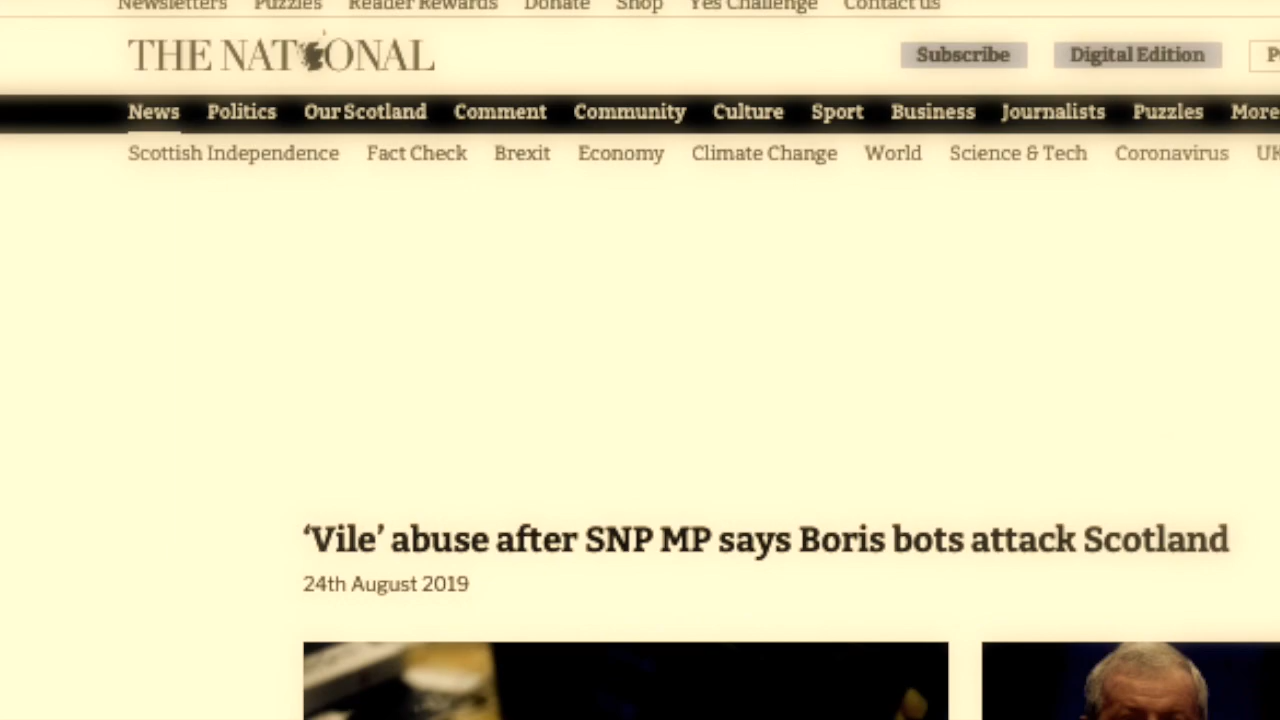 Newsletters Puzzles Reader Rewards Donate Shop Yes Challenge Contact us
THE NATIONAL
Subscribe Digital Edition
News Politics Our Scotland Comment Community Culture Sport Business Journalists Puzzles More
Scottish Independence Fact Check Brexit Economy Climate Change World Science & Tech Coronavirus UK
‘Vile’ abuse after SNP MP says Boris bots attack Scotland
24th August 2019